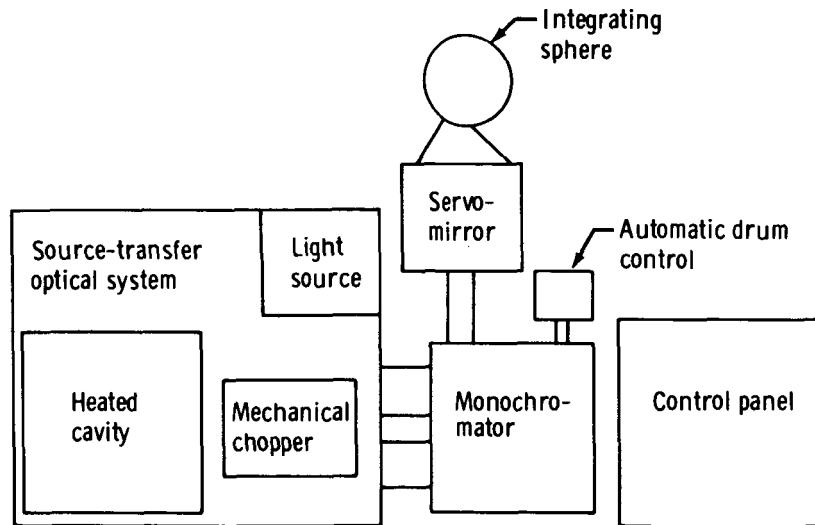 Integrating
sphere
Servo-
mirror
Automatic drum
control
Source-transfer
optical system
Light
source
Heated
cavity
Mechanical
chopper
Monochro-
mator
Control panel